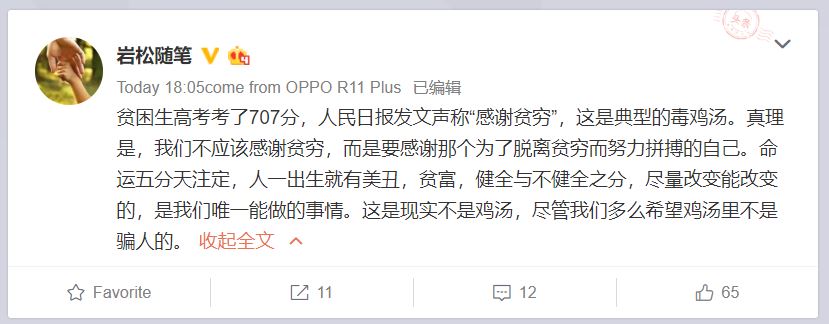 头条
岩松随笔
4
Today 18:05come from OPPO R11 Plus 已编辑
贫困生高考考了707分，人民日报发文声称“感谢贫穷”，这是典型的毒鸡汤。真理
是，我们不应该感谢贫穷，而是要感谢那个为了脱离贫穷而努力拼搏的自己。命
运五分天注定，人一出生就有美丑，贫富，健全与不健全之分，尽量改变能改变
的，是我们唯一能做的事情。这是现实不是鸡汤，尽管我们多么希望鸡汤里不是
骗人的。 收起全文
Favorite 11 12 65